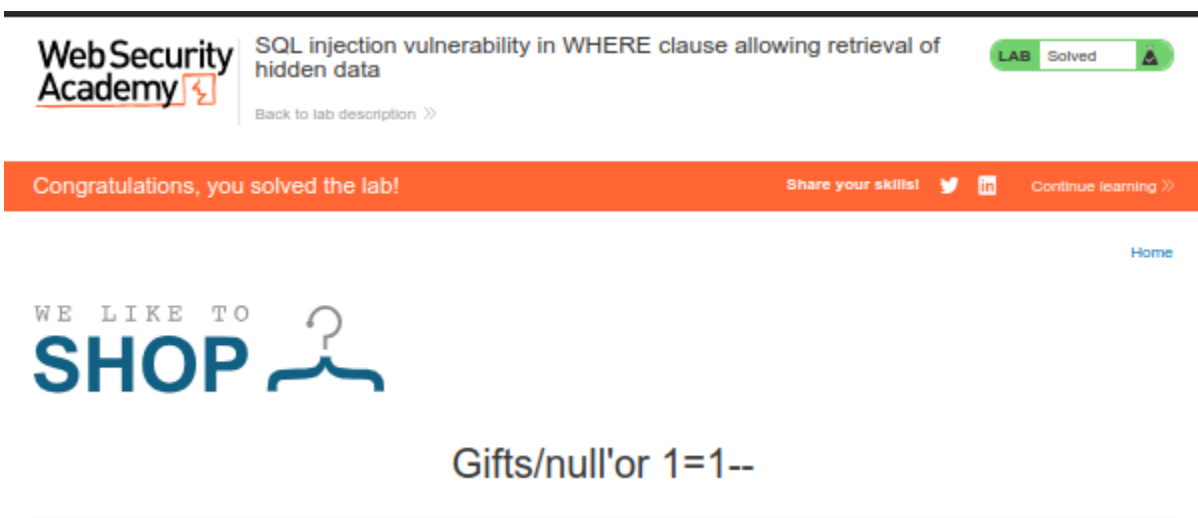 Web Security
Academy
SQL injection vulnerability in WHERE clause allowing retrieval of
hidden data
Back to lab description
LAB Solved
Congratulations, you solved the lab!
Share your skills!
Continue learning
Home
WE LIKE TO
SHOP
Gifts/null'or 1=1--